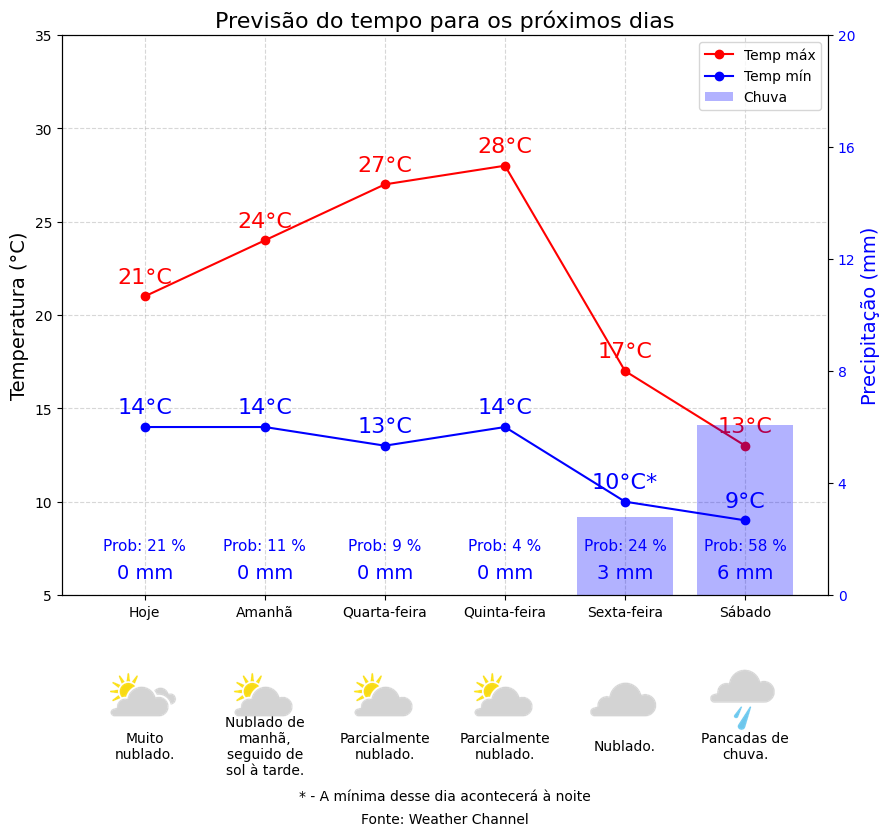 Previsão do tempo para os próximos dias
Temp máx
Temp mín
Chuva
Temperatura (°C)
Precipitação (mm)
35
30
25
20
15
10
5
20
16
12
8
4
0
21°C
24°C
27°C
28°C
17°C
13°C
14°C
14°C
13°C
14°C
10°C*
9°C
Prob: 21 %
Prob: 11 %
Prob: 9 %
Prob: 4 %
Prob: 24 %
Prob: 58 %
0 mm
0 mm
0 mm
0 mm
3 mm
6 mm
Hoje
Amanhã
Quarta-feira
Quinta-feira
Sexta-feira
Sábado
Muito
nublado.
Nublado de
manhã,
seguido de
sol à tarde.
Parcialmente
nublado.
Parcialmente
nublado.
Nublado.
Pancadas de
chuva.
* - A mínima desse dia acontecerá à noite
Fonte: Weather Channel